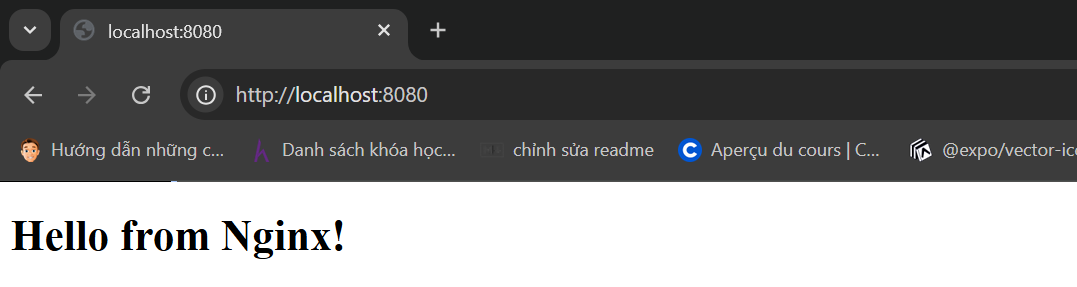 localhost:8080
http://localhost:8080
Hướng dẫn những c... Danh sách khóa học... chỉnh sửa readme Aperçu du cours | C... @expo/vector-ic
Hello from Nginx!